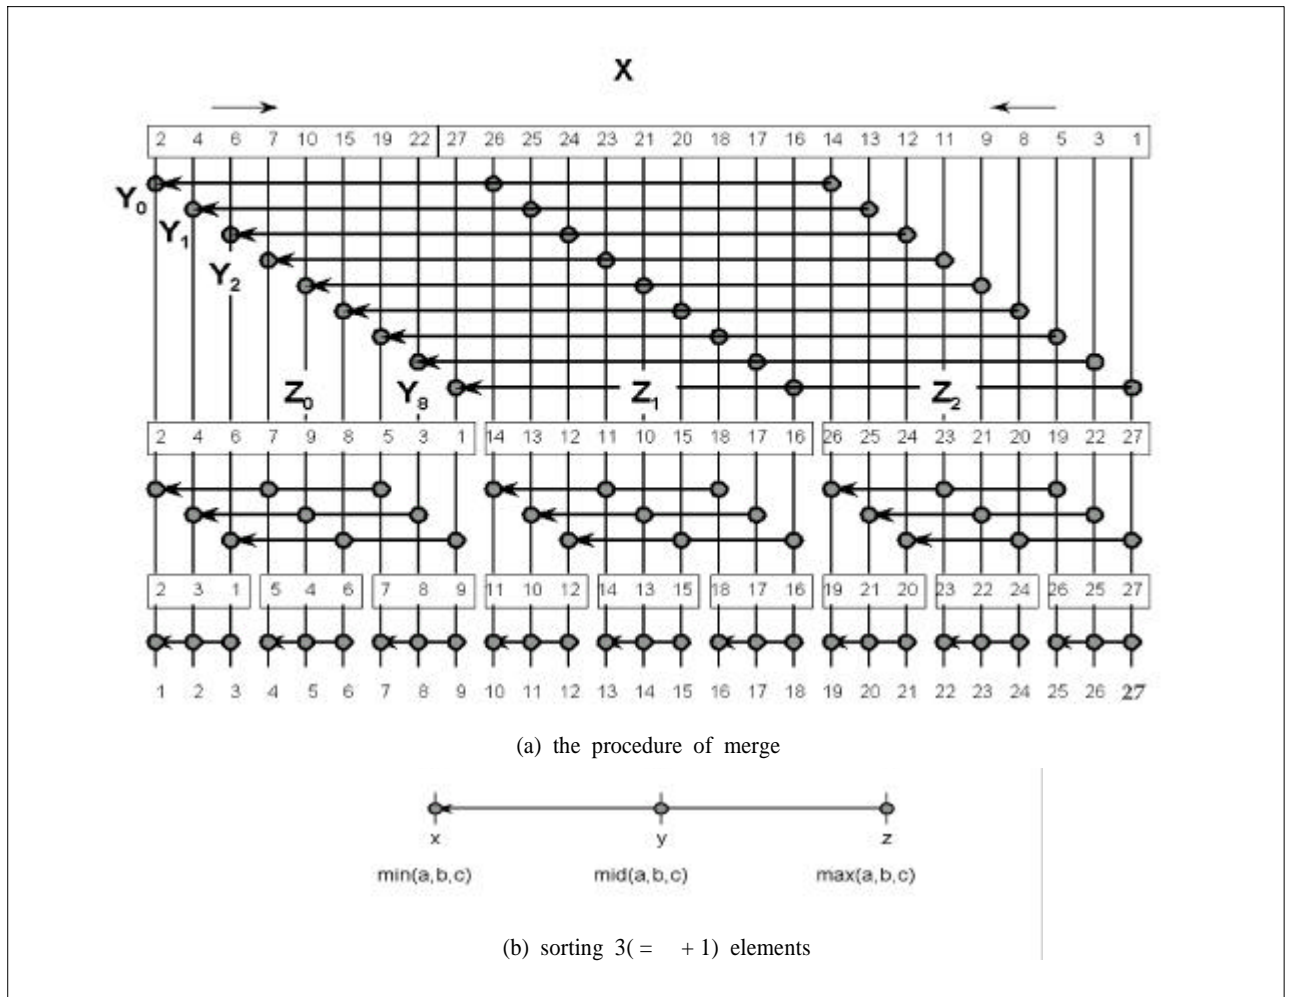 X
2 4 6 7 10 15 19 22 27 26 25 24 23 21 20 18 17 16 14 13 12 11 9 8 5 3 1
Y0
Y1
Y2
Z0 Y8 Z1 Z2
2 4 6 7 9 8 5 3 1 14 13 12 11 10 15 18 17 16 26 25 24 23 21 20 19 22 27
2 3 1 5 4 6 7 8 9 11 10 12 14 13 15 18 17 16 19 21 20 23 22 24 26 25 27
1 2 3 4 5 6 7 8 9 10 11 12 13 14 15 16 17 18 19 20 21 22 23 24 25 26 27
(a) the procedure of merge
x y z
min(a,b,c) mid(a,b,c) max(a,b,c)
(b) sorting 3( = + 1) elements